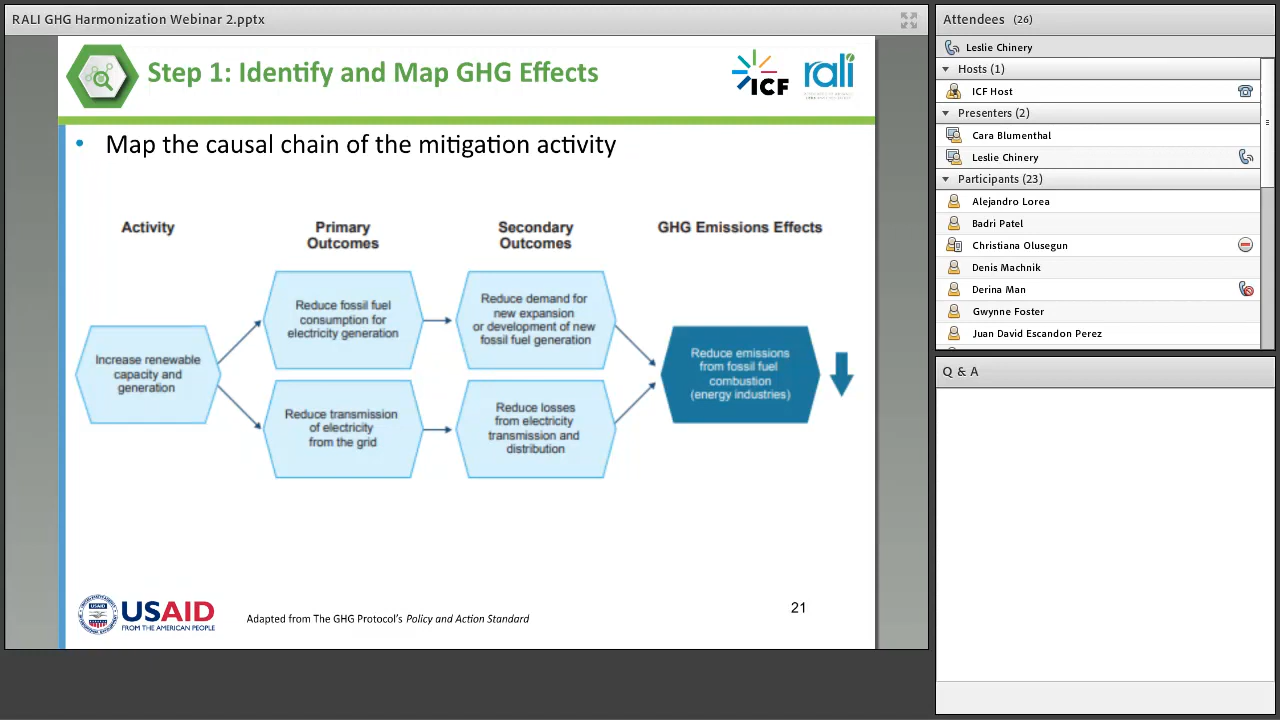 RALI GHG Harmonization Webinar 2.pptx
Step 1: Identify and Map GHG Effects
ICF
rali
• Map the causal chain of the mitigation activity
Activity
Primary
Outcomes
Secondary
Outcomes
GHG Emissions Effects
Increase renewable
capacity and
generation
Reduce fossil fuel
consumption for
electricity generation
Reduce transmission
of electricity
from the grid
Reduce demand for
new expansion
or development of new
fossil fuel generation
Reduce losses
from electricity
transmission and
distribution
Reduce emissions
from fossil fuel
combustion
(energy industries)
USAID
USAID
FROM THE AMERICAN PEOPLE
Adapted from The GHG Protocol's Policy and Action Standard
21
Attendees (26)
Leslie Chinery
Hosts (1)
ICF Host
Presenters (2)
Cara Blumenthal
Leslie Chinery
Participants (23)
Alejandro Lorea
Badri Patel
Christiana Olusegun
Denis Machnik
Derina Man
Gwynne Foster
Juan David Escandon Perez
Q & A